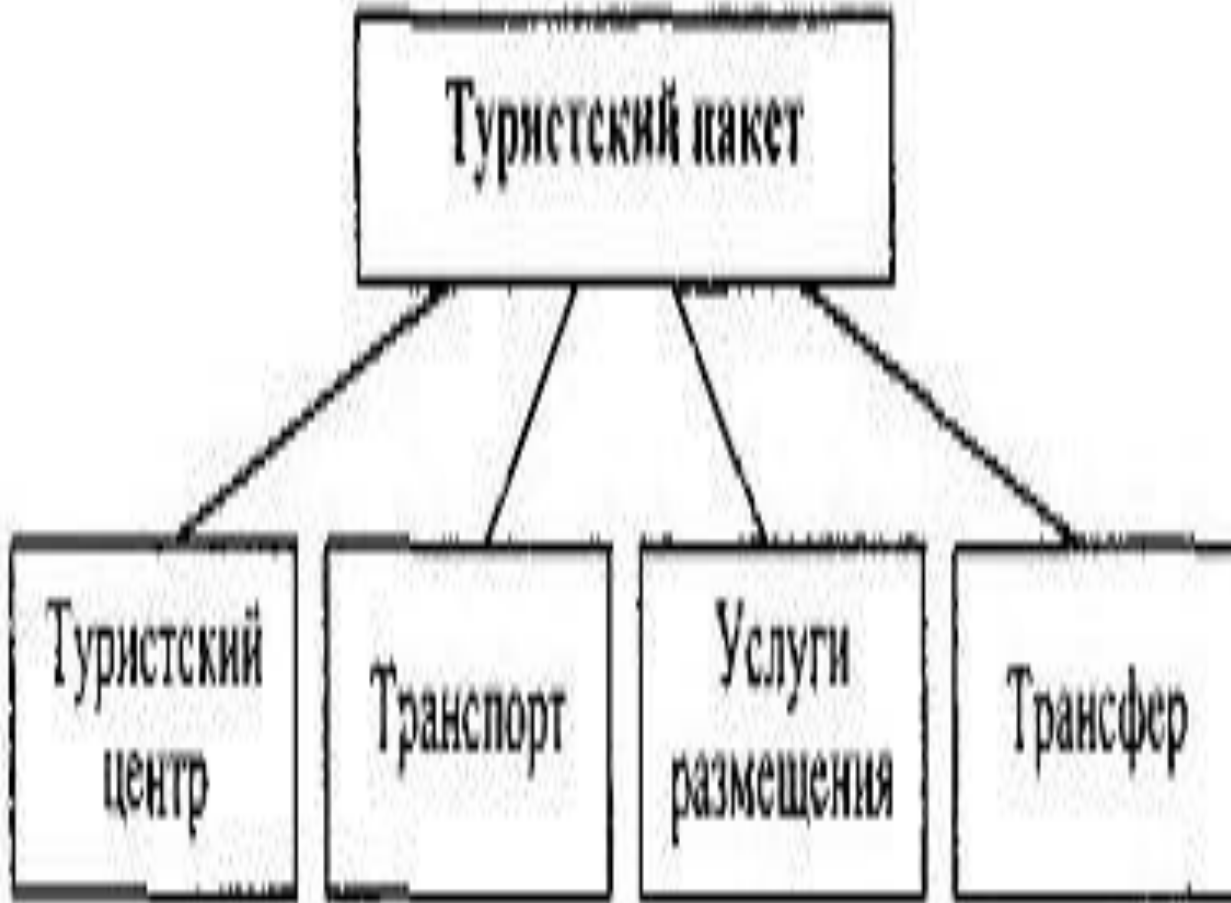 Туристский пакет
Туристский
центр
Транспорт
Услуги
размещения
Трансфер